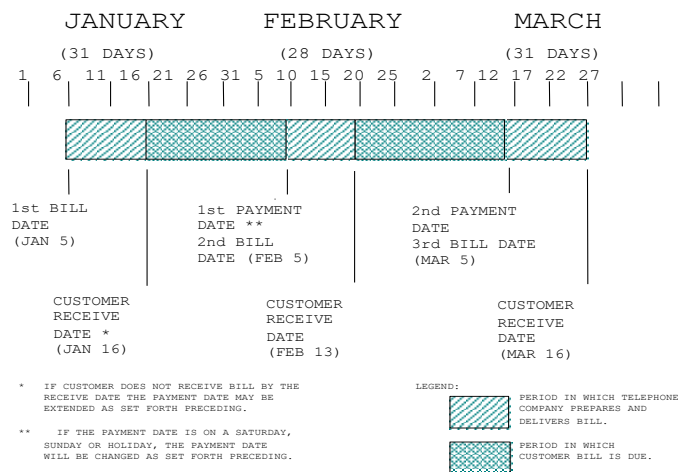 JANUARY FEBRUARY MARCH
(31 DAYS) (28 DAYS) (31 DAYS)
1 6 11 16 21 26 31 5 10 15 20 25 2 7 12 17 22 27
1st BILL
DATE
(JAN 5)
1st PAYMENT
DATE **
2nd BILL
DATE (FEB 5)
2nd PAYMENT
DATE
3rd BILL DATE
(MAR 5)
CUSTOMER
RECEIVE
DATE *
(JAN 16)
CUSTOMER
RECEIVE
DATE
(FEB 13)
CUSTOMER
RECEIVE
DATE
(MAR 16)
* IF CUSTOMER DOES NOT RECEIVE BILL BY THE
RECEIVE DATE THE PAYMENT DATE MAY BE
EXTENDED AS SET FORTH PRECEDING.
** IF THE PAYMENT DATE IS ON A SATURDAY,
SUNDAY OR HOLIDAY, THE PAYMENT DATE
WILL BE CHANGED AS SET FORTH PRECEDING.
LEGEND:
PERIOD IN WHICH TELEPHONE
COMPANY PREPARES AND
DELIVERS BILL.
PERIOD IN WHICH
CUSTOMER BILL IS DUE.